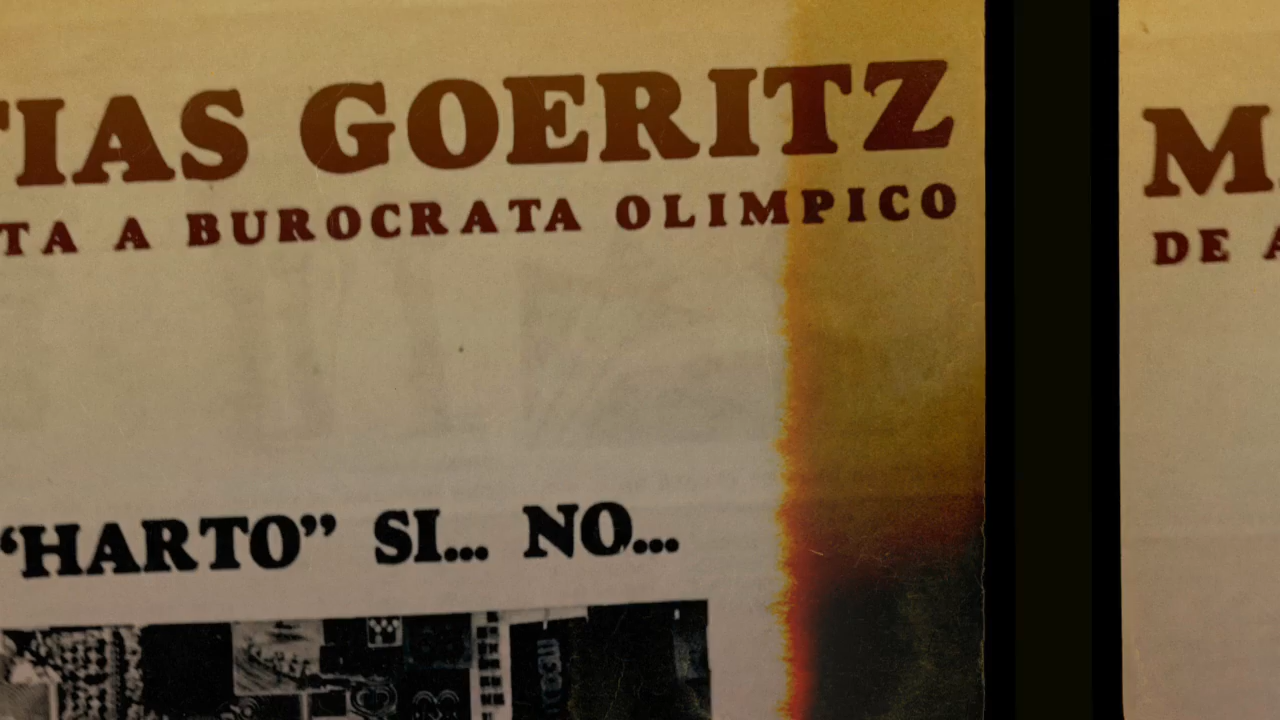 TIAS GOERITZ
TA A BUROCRATA OLIMPICO
“HARTO” SI... NO...
M
DE A